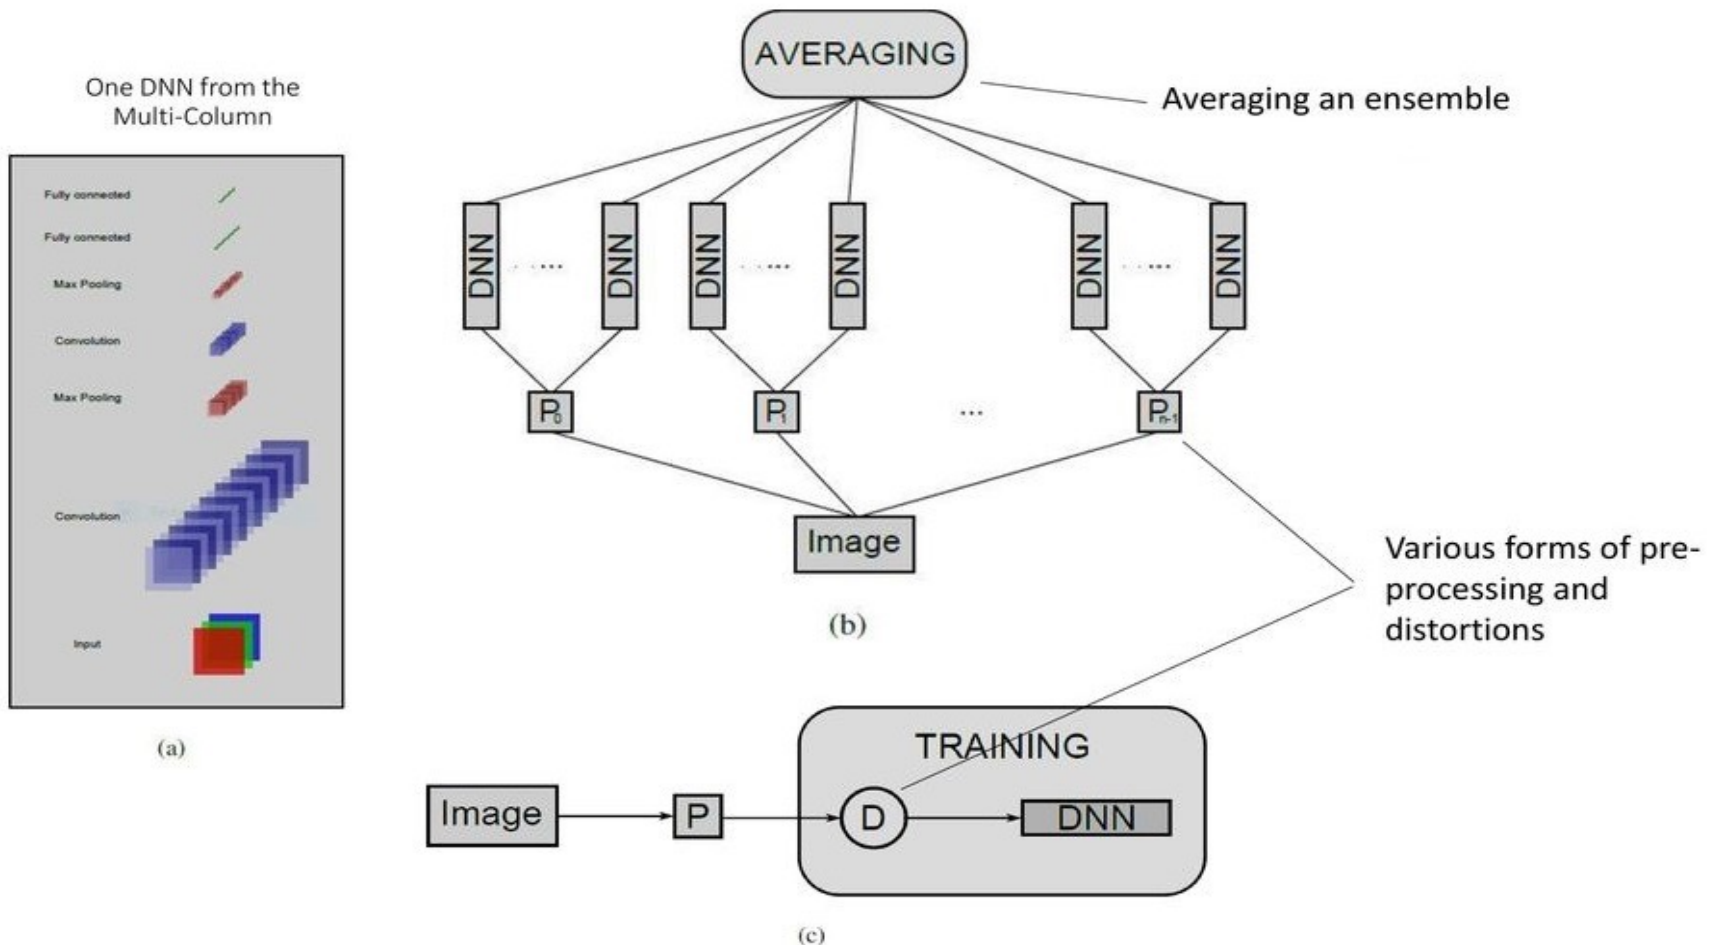 One DNN from the
Multi-Column
Fully connected
Fully connected
Max Pooling
Convolution
Max Pooling
Convolution
Input
(a)
AVERAGING
Averaging an ensemble
DNN
....
DNN
DNN
....
DNN
DNN
....
DNN
P0
P1
...
Pn-1
Image
(b)
Various forms of pre-
processing and
distortions
TRAINING
Image
P
D
DNN
(c)